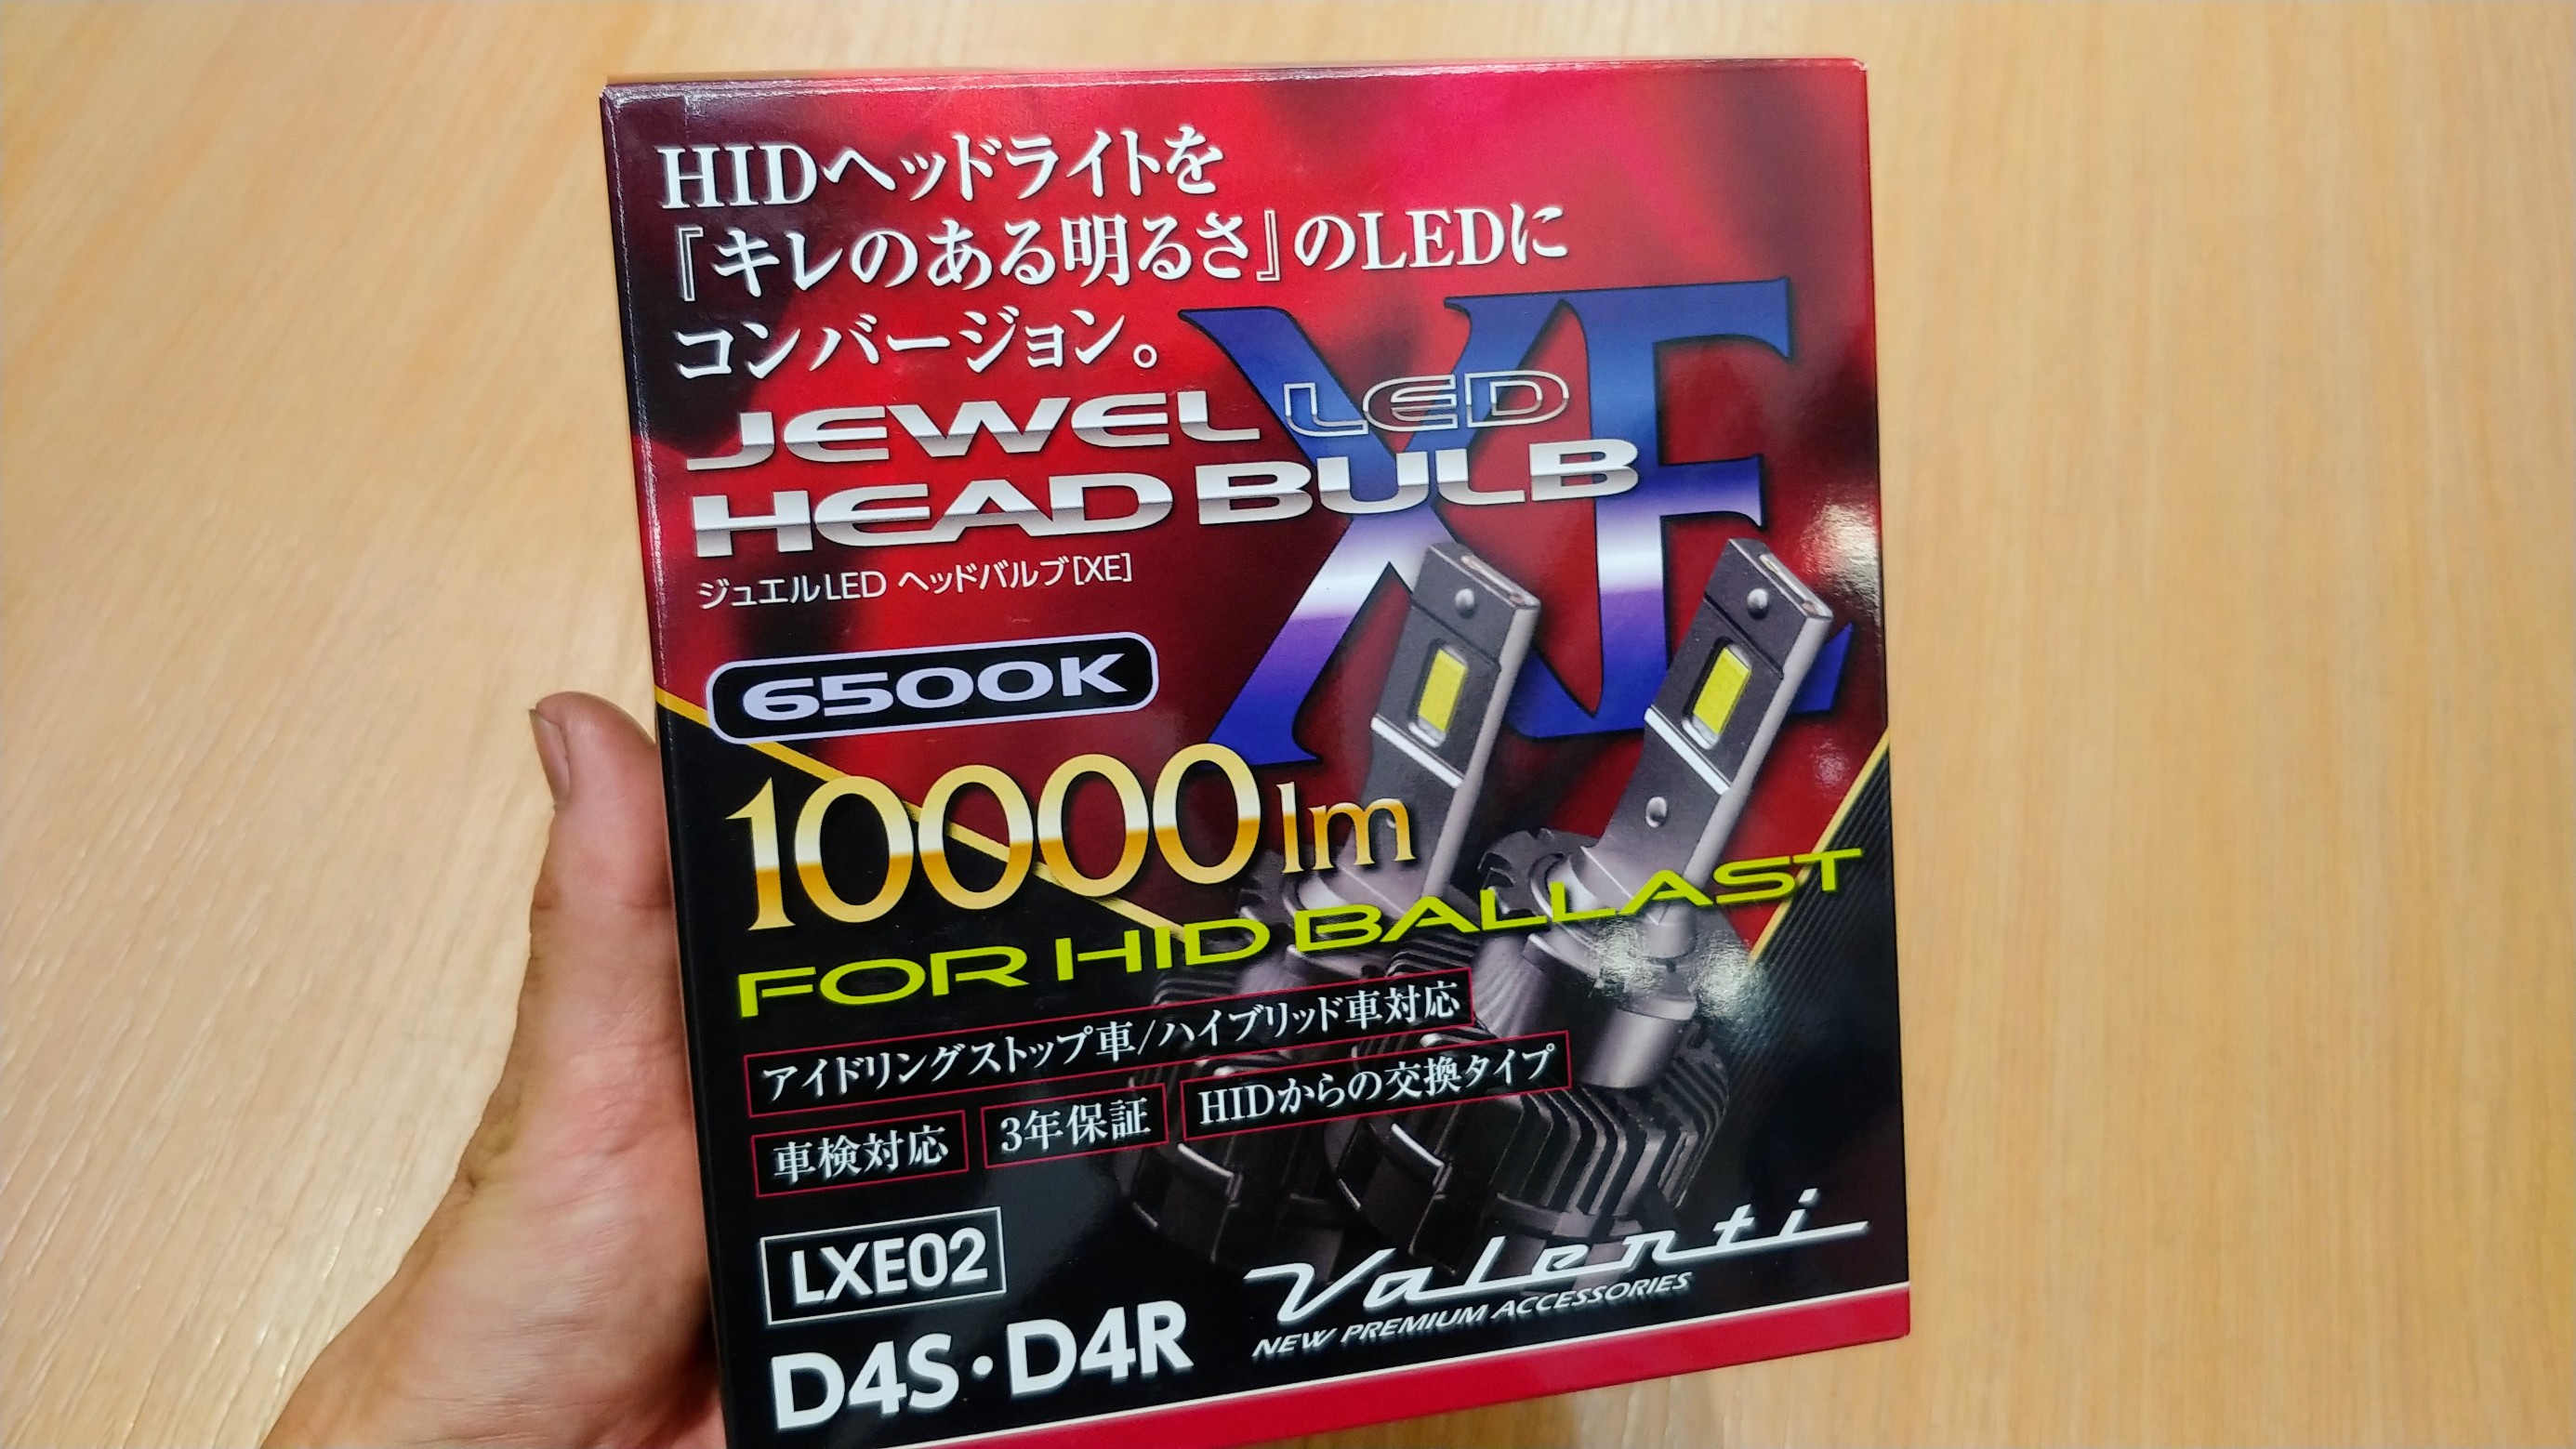 HIDヘッドライトを
『キレのある明るさ』のLEDに
コンバージョン。
XE
JEWEL LED
HEAD BULB
ジュエルLED ヘッドバルブ[XE]
6500K
10000lm
FOR HID BALLAST
アイドリングストップ車/ハイブリッド車対応
車検対応 3年保証 HIDからの交換タイプ
LXE02
D4S・D4R
Valenti
NEW PREMIUM ACCESSORIES